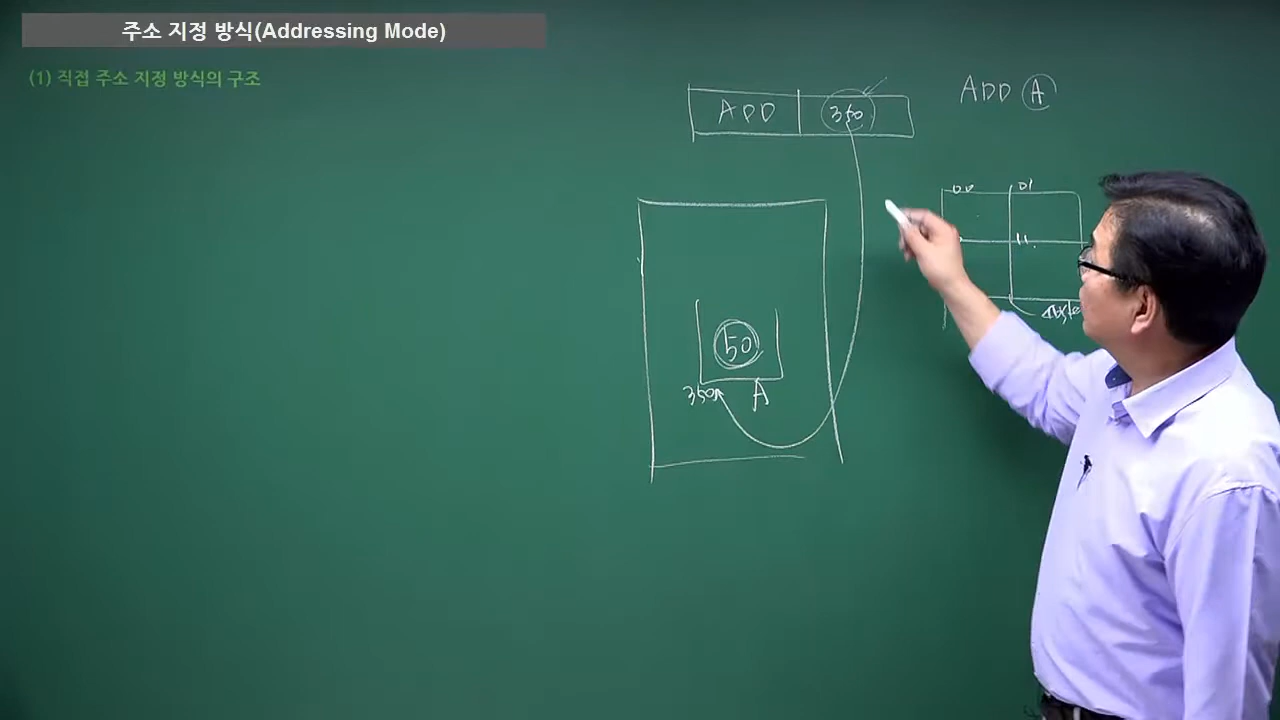 주소 지정 방식(Addressing Mode)
(1) 직접 주소 지정 방식의 구조
ADD A
ADD 350
00 01
11
50
350 A